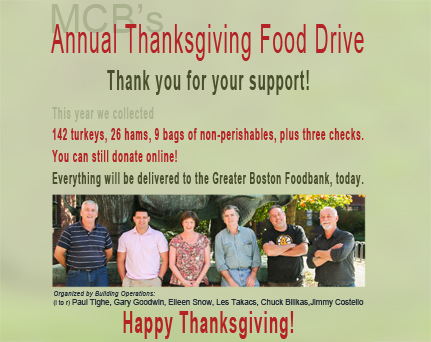 MCB's
Annual Thanksgiving Food Drive
Thank you for your support!
This year we collected
142 turkeys, 26 hams, 9 bags of non-perishables, plus three checks.
You can still donate online!
Everything will be delivered to the Greater Boston Foodbank, today.
Organized by Building Operations:
(l to r) Paul Tighe, Gary Goodwin, Eileen Snow, Les Takacs, Chuck Bilikas,Jimmy Costello
Happy Thanksgiving!